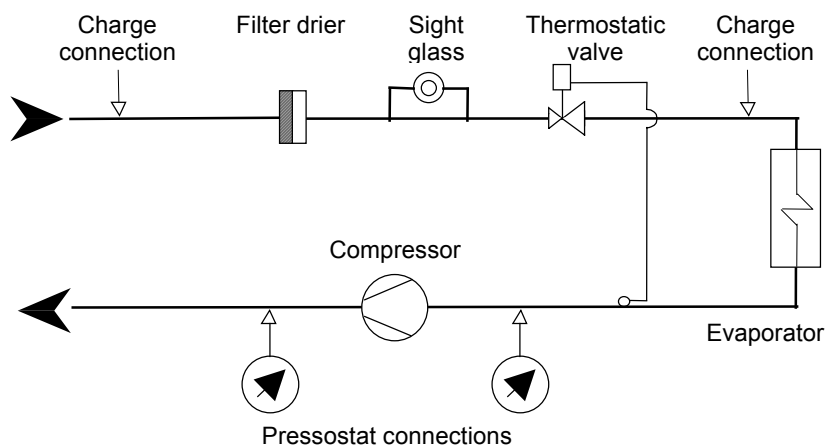 Charge
connection
Filter drier
Sight
glass
Thermostatic
valve
Charge
connection
Compressor
Evaporator
Pressostat connections